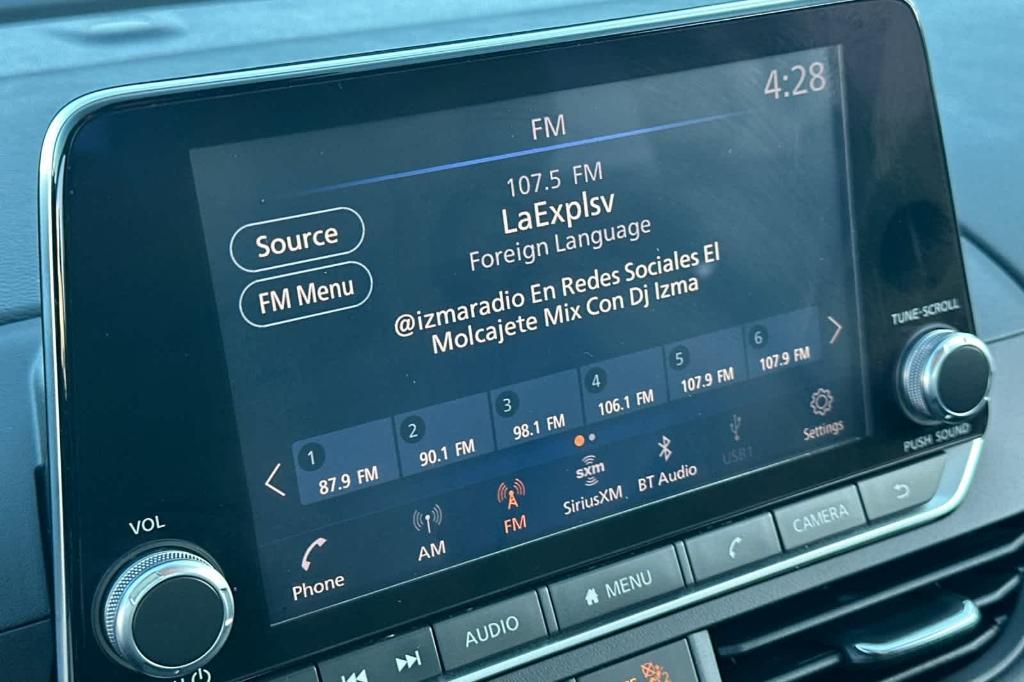 4:28
FM
107.5 FM
LaExplsv
Foreign Language
Source
FM Menu
@izmaradio En Redes Sociales El
Molcajete Mix Con Dj Izma
1
87.9 FM
2
90.1 FM
3
98.1 FM
4
106.1 FM
5
107.9 FM
6
107.9 FM
Phone
AM
FM
sxm
SiriusXM
BT Audio
USB1
Settings
TUNE·SCROLL
PUSH SOUND
VOL
AUDIO
MENU
CAMERA